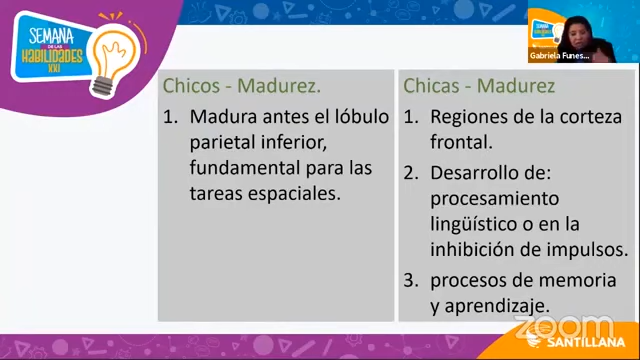 SEMANA
DE LAS
HABILIDADES
XXI
Gabriela Funes...
Chicos - Madurez.
1. Madura antes el lóbulo
parietal inferior,
fundamental para las
tareas espaciales.
Chicas - Madurez
1. Regiones de la corteza
frontal.
2. Desarrollo de:
procesamiento
lingüístico o en la
inhibición de impulsos.
3. procesos de memoria
y aprendizaje.
zoom
SANTILLANA